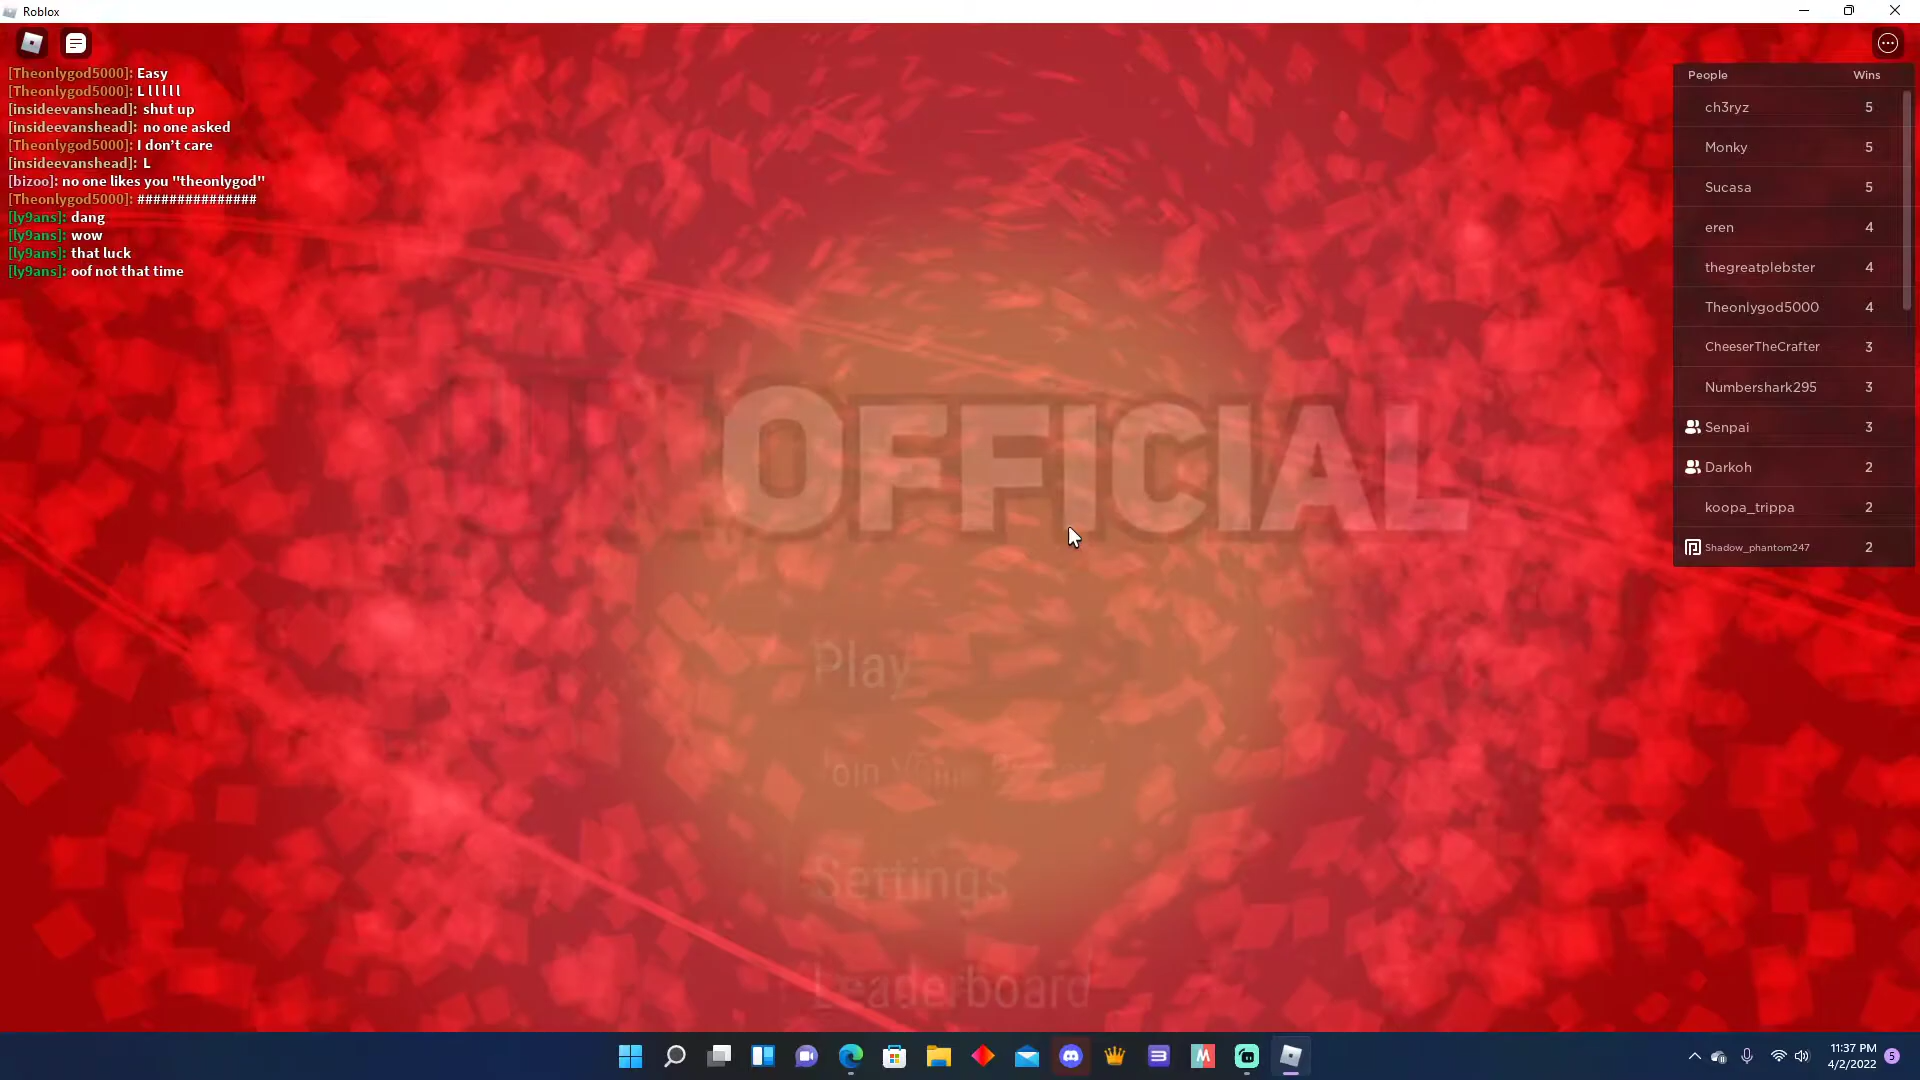 Roblox
[Theonlygod5000]: Easy
[Theonlygod5000]: L l l l l l
[insideevanshead]: shut up
[insideevanshead]: no one asked
[Theonlygod5000]: I don't care
[insideevanshead]: L
[bizoo]: no one likes you "theonlygod"
[Theonlygod5000]: ###############
[ly9ans]: dang
[ly9ans]: wow
[ly9ans]: that luck
[ly9ans]: oof not that time
People Wins
ch3ryz 5
Monky 5
Sucasa 5
eren 4
thegreatplebster 4
Theonlygod5000 4
CheeserTheCrafter 3
Numbershark295 3
Senpai 3
Darkoh 2
koopa_trippa 2
Shadow_phantom247 2
OFFICIAL
Play
Settings
Leaderboard
11:37 PM
4/2/2022
5